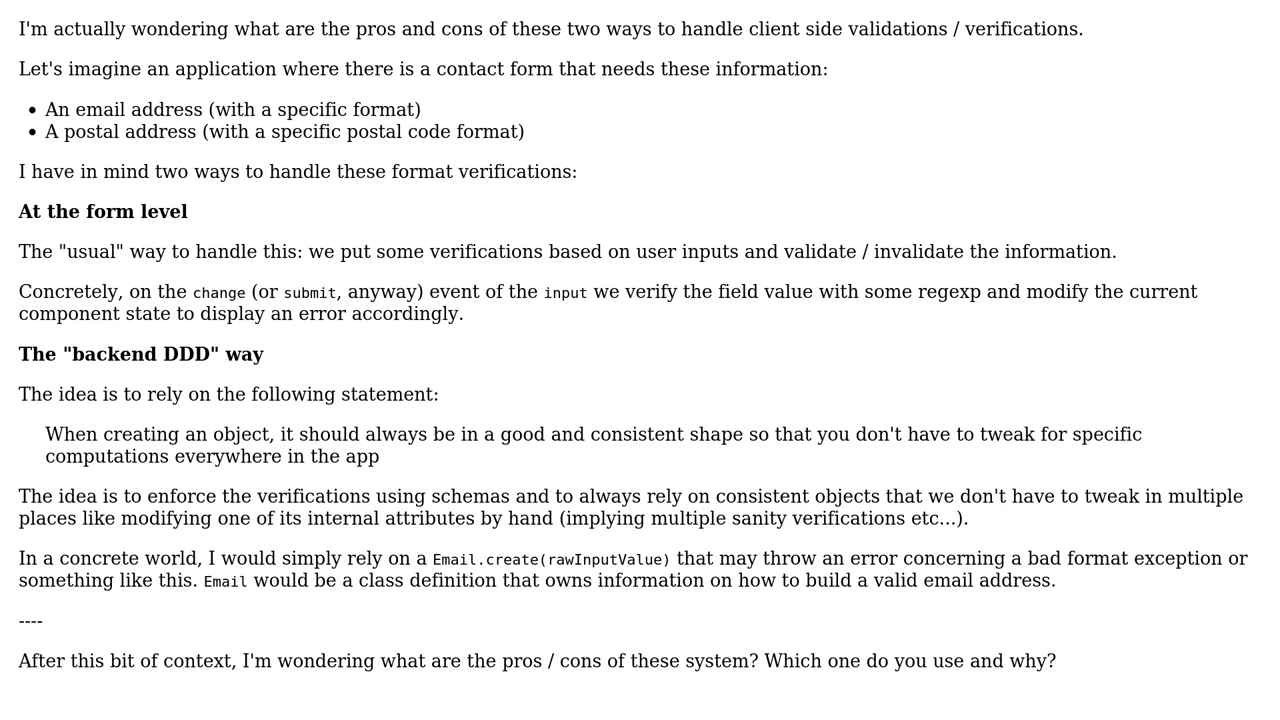 I'm actually wondering what are the pros and cons of these two ways to handle client side validations / verifications.
Let's imagine an application where there is a contact form that needs these information:
• An email address (with a specific format)
• A postal address (with a specific postal code format)
I have in mind two ways to handle these format verifications:
At the form level
The "usual" way to handle this: we put some verifications based on user inputs and validate / invalidate the information.
Concretely, on the change (or submit, anyway) event of the input we verify the field value with some regexp and modify the current
component state to display an error accordingly.
The "backend DDD" way
The idea is to rely on the following statement:
When creating an object, it should always be in a good and consistent shape so that you don't have to tweak for specific
computations everywhere in the app
The idea is to enforce the verifications using schemas and to always rely on consistent objects that we don't have to tweak in multiple
places like modifying one of its internal attributes by hand (implying multiple sanity verifications etc...).
In a concrete world, I would simply rely on a Email.create(rawInputValue) that may throw an error concerning a bad format exception or
something like this. Email would be a class definition that owns information on how to build a valid email address.
----
After this bit of context, I'm wondering what are the pros / cons of these system? Which one do you use and why?